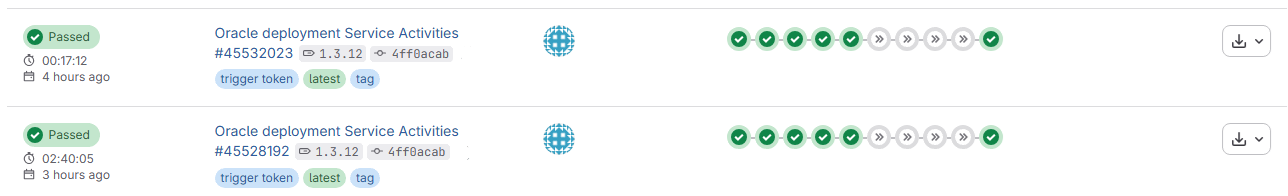 Passed
00:17:12
4 hours ago
Oracle deployment Service Activities
#45532023 1.3.12 4ff0acab
trigger token latest tag
Passed
02:40:05
3 hours ago
Oracle deployment Service Activities
#45528192 1.3.12 4ff0acab
trigger token latest tag